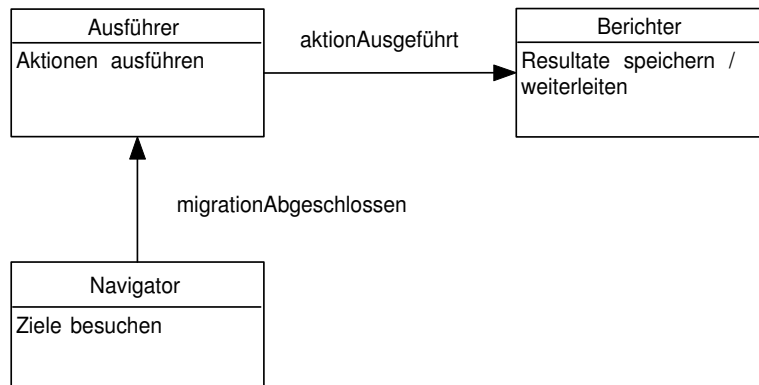 Ausführer
Aktionen ausführen
aktionAusgeführt
Berichter
Resultate speichern /
weiterleiten
migrationAbgeschlossen
Navigator
Ziele besuchen